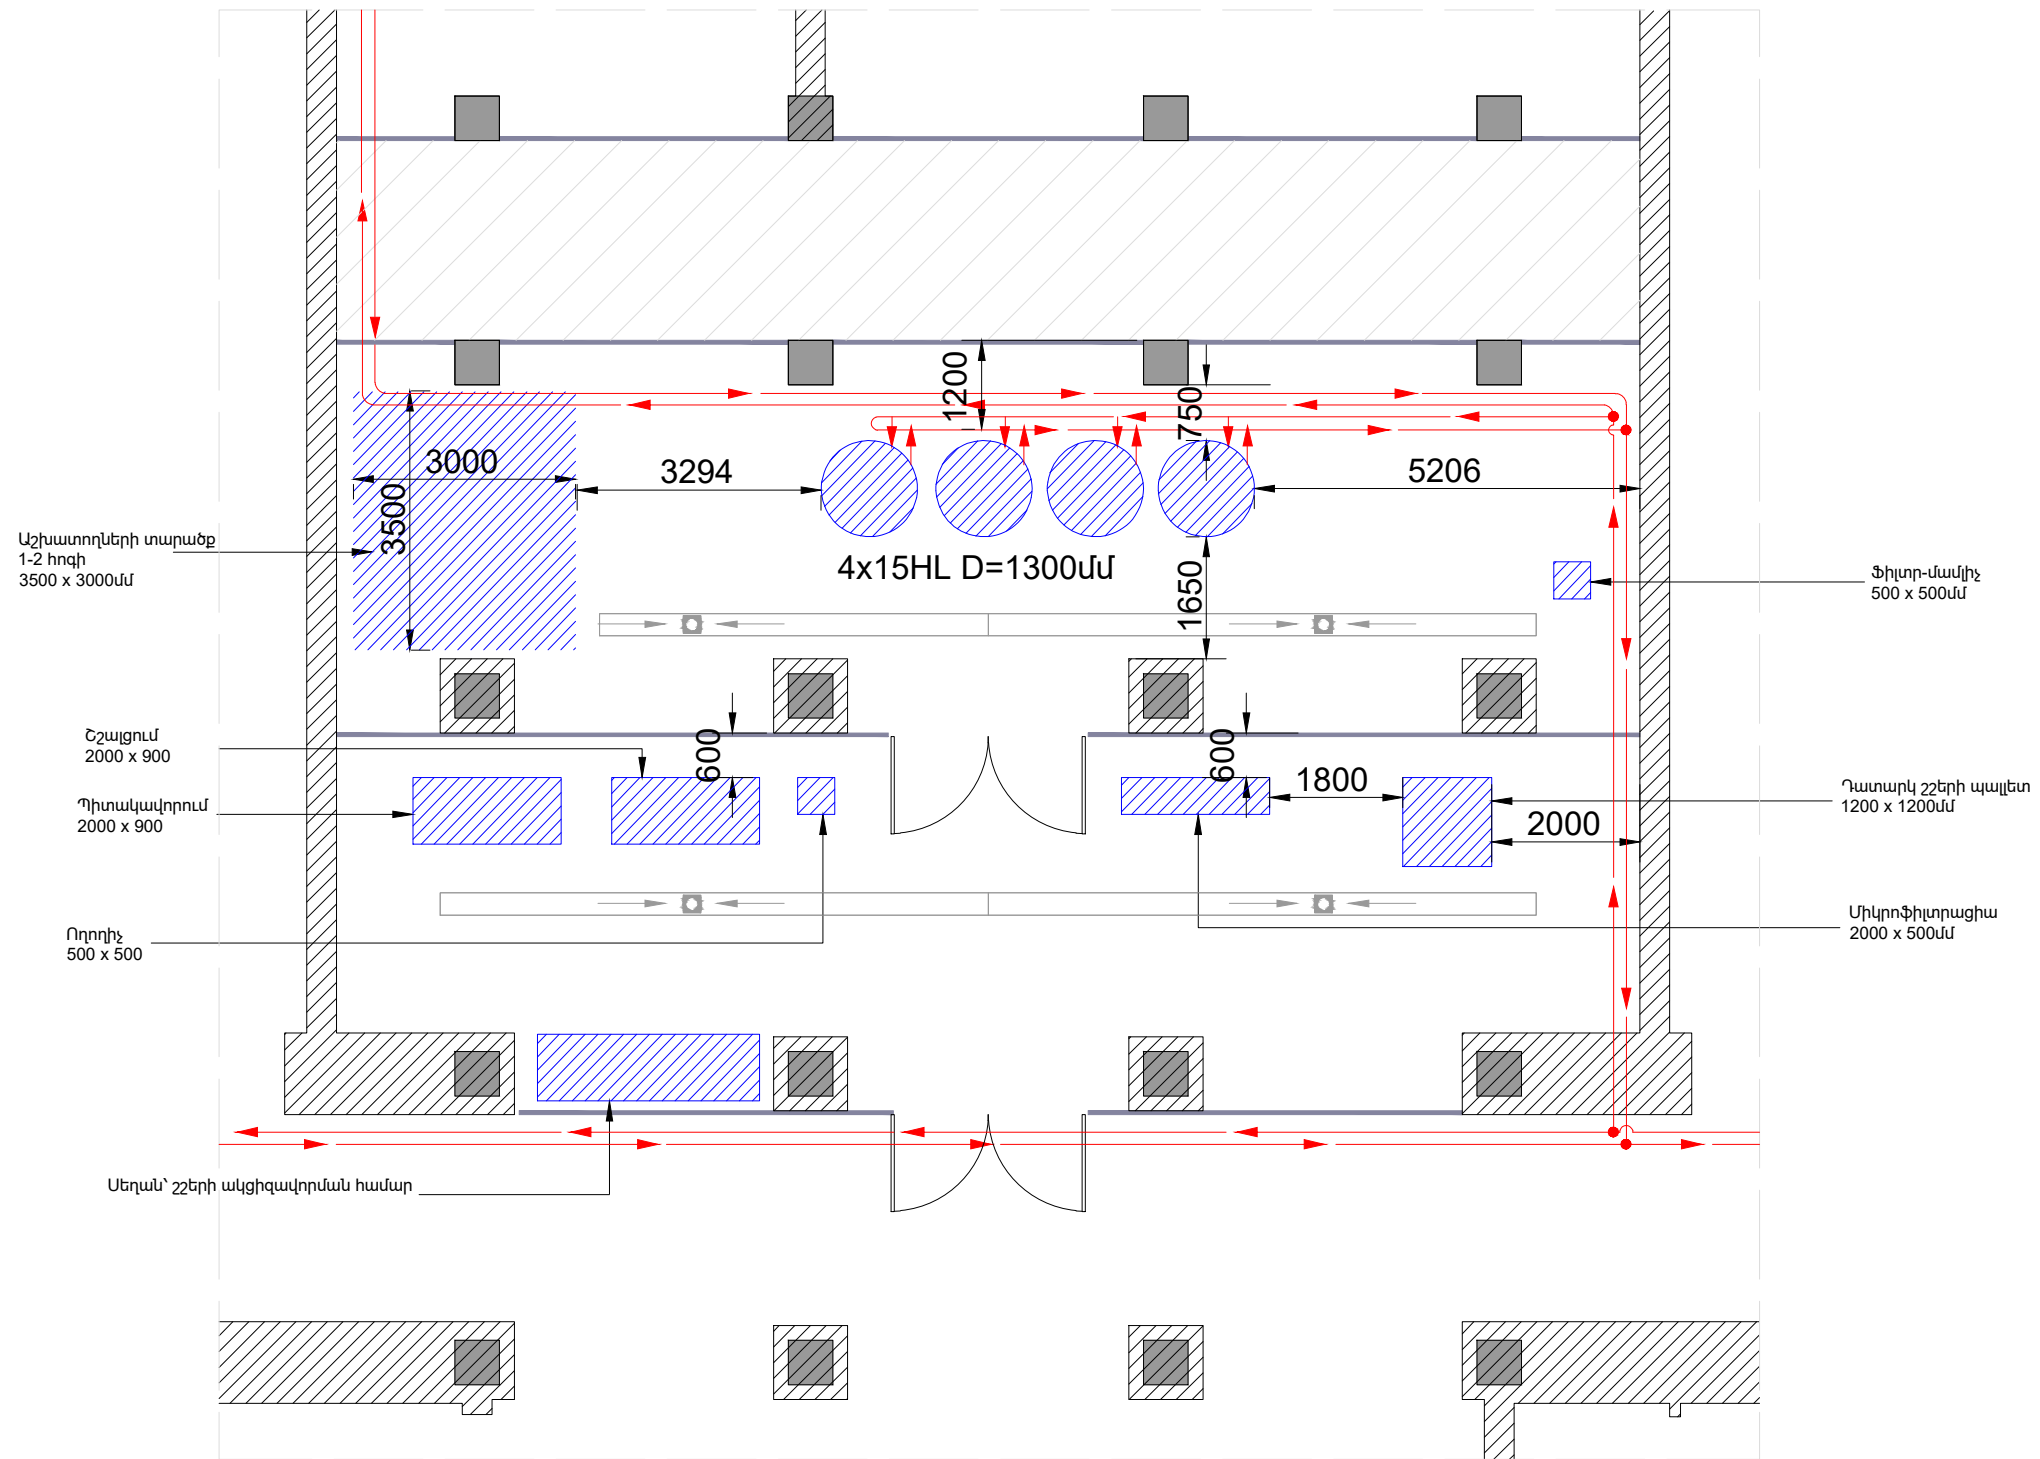 1200
750
3000
3294
5206
3500
Աշխատողների տարածք
1-2 հոգի
3500 x 3000մմ
4x15HL D=1300մմ
1650
Ֆիլտր-մամլիչ
500 x 500մմ
Շշալցում
2000 x 900
600
600
1800
Պիտակավորում
2000 x 900
Դատարկ շշերի պալլետ
1200 x 1200մմ
2000
Ողողիչ
500 x 500
Միկրոֆիլտրացիա
2000 x 500մմ
Սեղան՝ շշերի ակցիզավորման համար